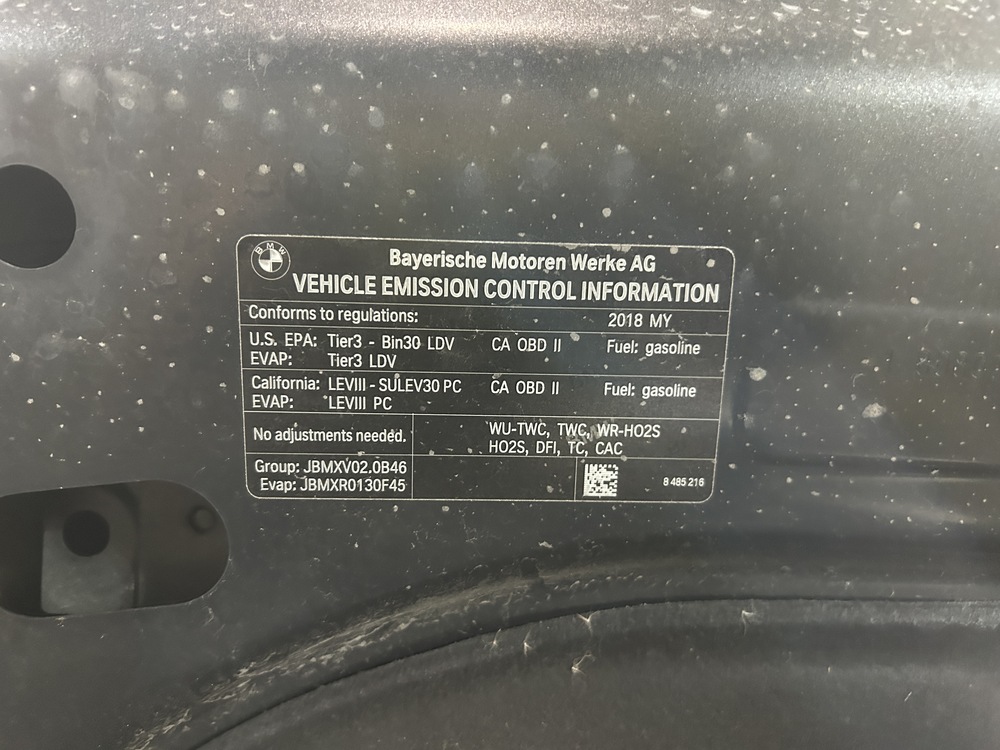 BMW
Bayerische Motoren Werke AG
VEHICLE EMISSION CONTROL INFORMATION
Conforms to regulations: 2018 MY
U.S. EPA: Tier3 - Bin30 LDV CA OBD II Fuel: gasoline
EVAP: Tier3 LDV
California: LEVIII - SULEV30 PC CA OBD II Fuel: gasoline
EVAP: LEVIII PC
No adjustments needed.
WU-TWC, TWC, WR-HO2S
HO2S, DFI, TC, CAC
Group: JBMXV02.0B46
Evap: JBMXR0130F45
8 485 216